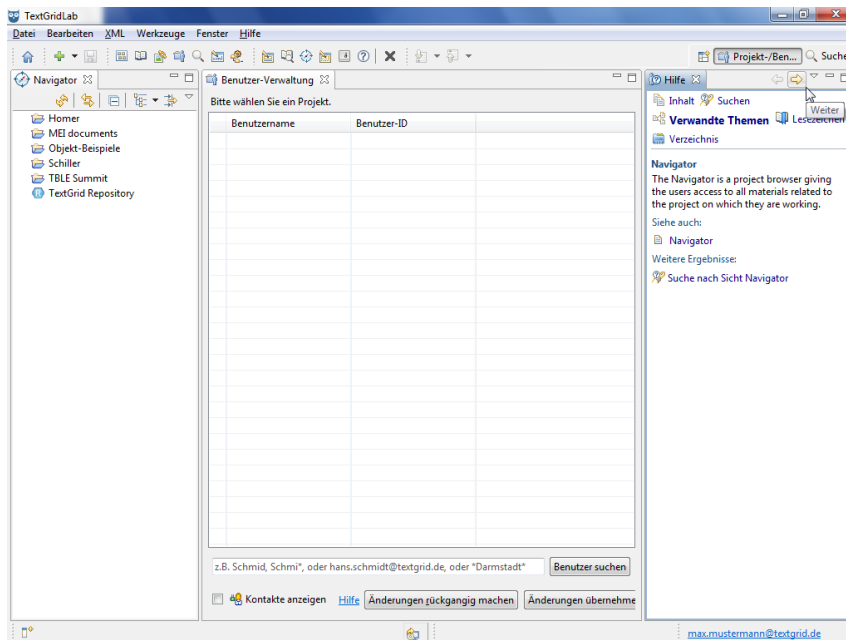 TextGridLab
Datei Bearbeiten XML Werkzeuge Fenster Hilfe
Projekt-/Ben... Suche
Navigator
Homer
MEI documents
Objekt-Beispiele
Schiller
TBLE Summit
TextGrid Repository
Benutzer-Verwaltung
Bitte wählen Sie ein Projekt.
Benutzername Benutzer-ID
z.B. Schmid, Schmi*, oder hans.schmidt@textgrid.de, oder *Darmstadt* Benutzer suchen
Kontakte anzeigen Hilfe Änderungen rückgangig machen Änderungen übernehme
Hilfe
Inhalt Suchen
Weiter
Verwandte Themen Lesezeichen
Verzeichnis
Navigator
The Navigator is a project browser giving
the users access to all materials related to
the project on which they are working.
Siehe auch:
Navigator
Weitere Ergebnisse:
Suche nach Sicht Navigator
max.mustermann@textgrid.de